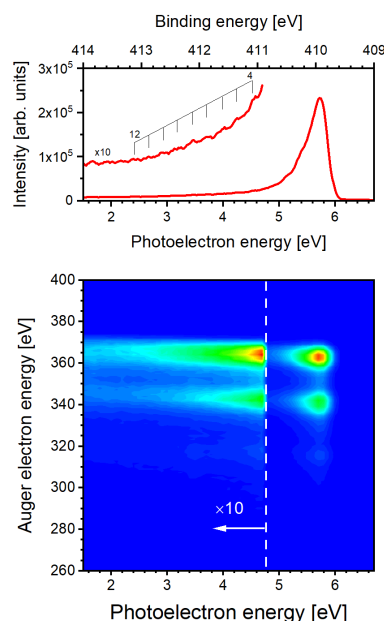 Binding energy [eV]
414 413 412 411 410 409
Intensity [arb. units]
3x10⁵
2x10⁵
1x10⁵
0
x10
12
4
2 3 4 5 6
Photoelectron energy [eV]
Auger electron energy [eV]
400
380
360
340
320
300
280
260
×10
2 3 4 5 6
Photoelectron energy [eV]